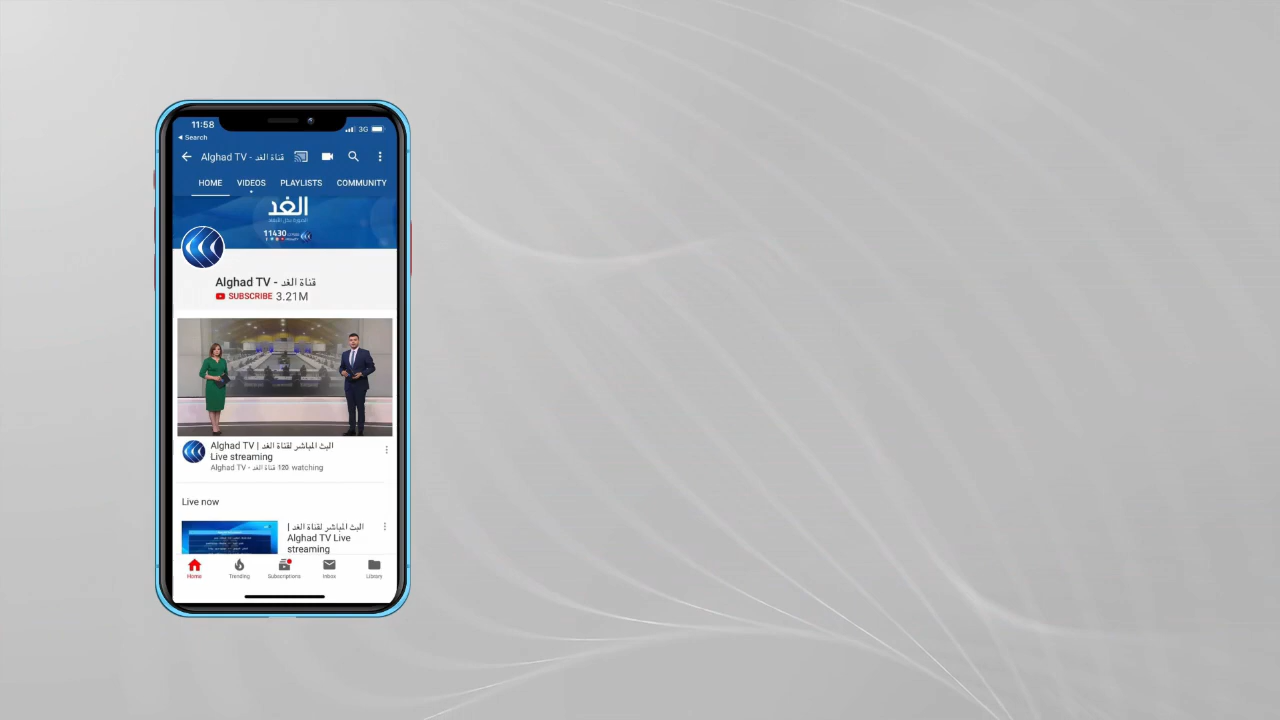 11:58
3G
Search
Alghad TV - قناة الغد
HOME VIDEOS PLAYLISTS COMMUNITY
الغد
11430
Alghad TV - قناة الغد
SUBSCRIBE 3.21M
البث المباشر لقناة الغد | Alghad TV
Live streaming
Alghad TV - قناة الغد 120 watching
Live now
البث المباشر لقناة الغد |
Alghad TV Live
streaming
Home Trending Subscriptions Inbox Library